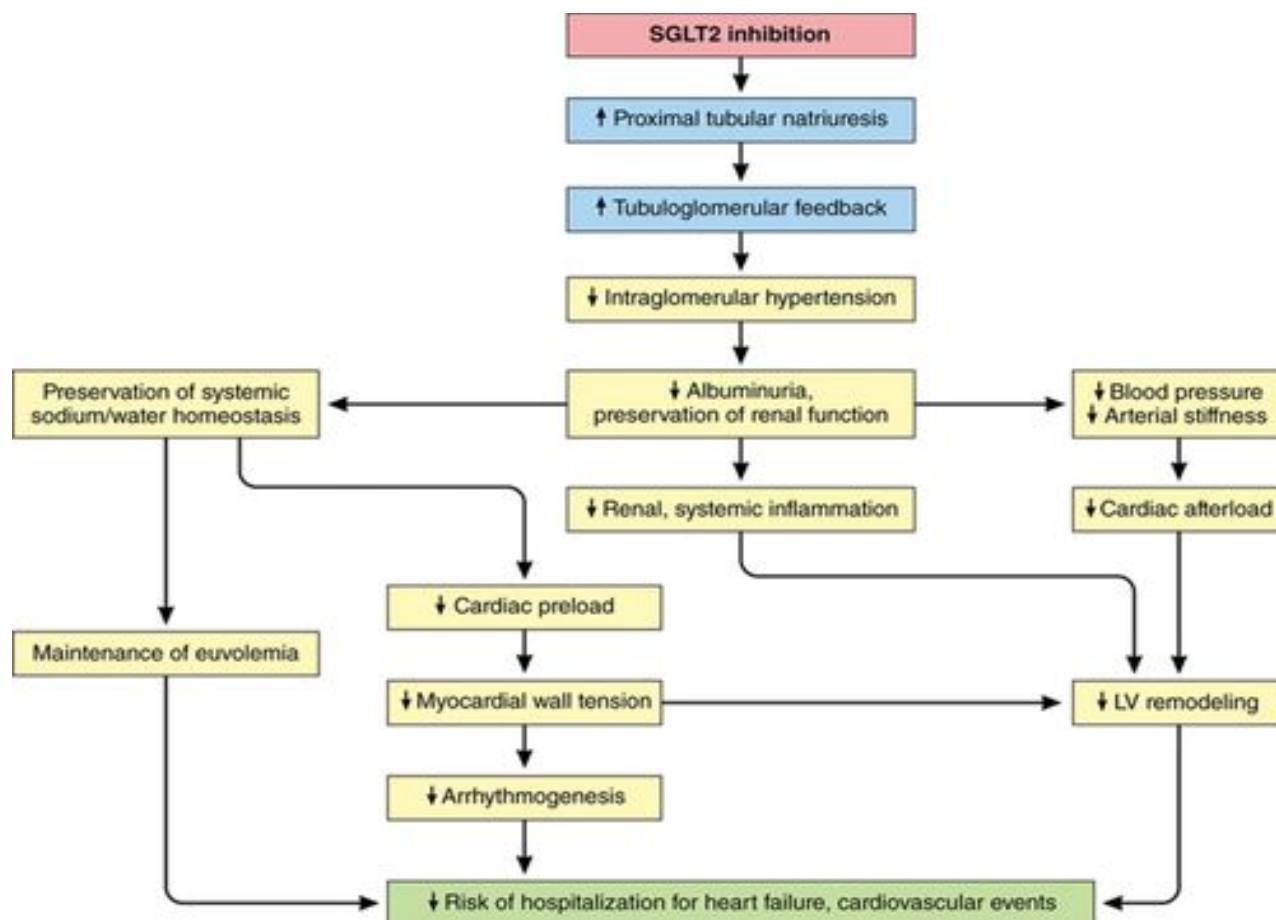 SGLT2 inhibition
↑ Proximal tubular natriuresis
↑ Tubuloglomerular feedback
↓ Intraglomerular hypertension
Preservation of systemic
sodium/water homeostasis
↓ Albuminuria,
preservation of renal function
↓ Blood pressure
↓ Arterial stiffness
↓ Renal, systemic inflammation
↓ Cardiac afterload
↓ Cardiac preload
Maintenance of euvolemia
↓ Myocardial wall tension
↓ LV remodeling
↓ Arrhythmogenesis
↓ Risk of hospitalization for heart failure, cardiovascular events